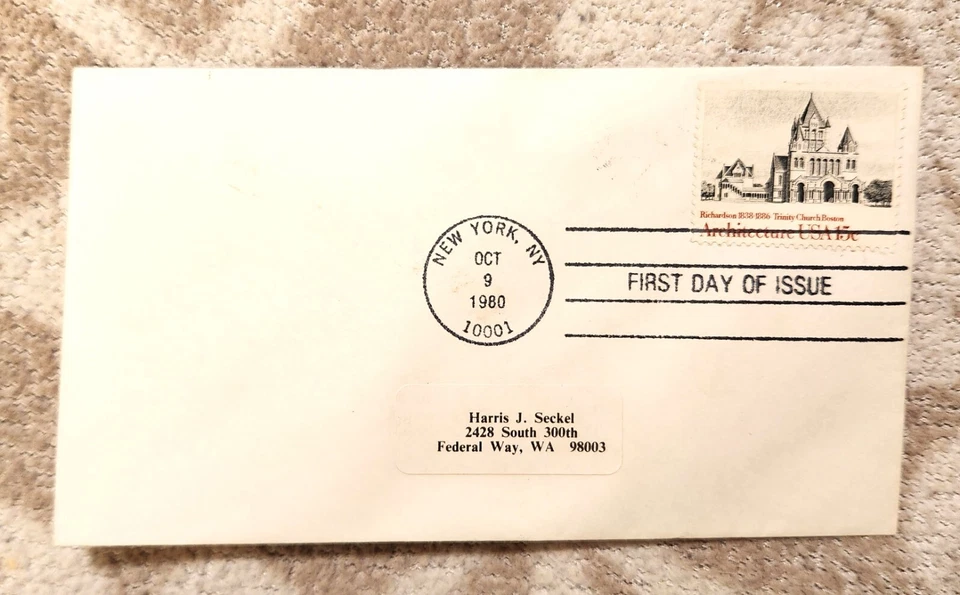 Richardson 1838-1886 Trinity Church Boston
Architecture USA 15c
NEW YORK, NY
OCT
9
1980
10001
FIRST DAY OF ISSUE
Harris J. Seckel
2428 South 300th
Federal Way, WA 98003